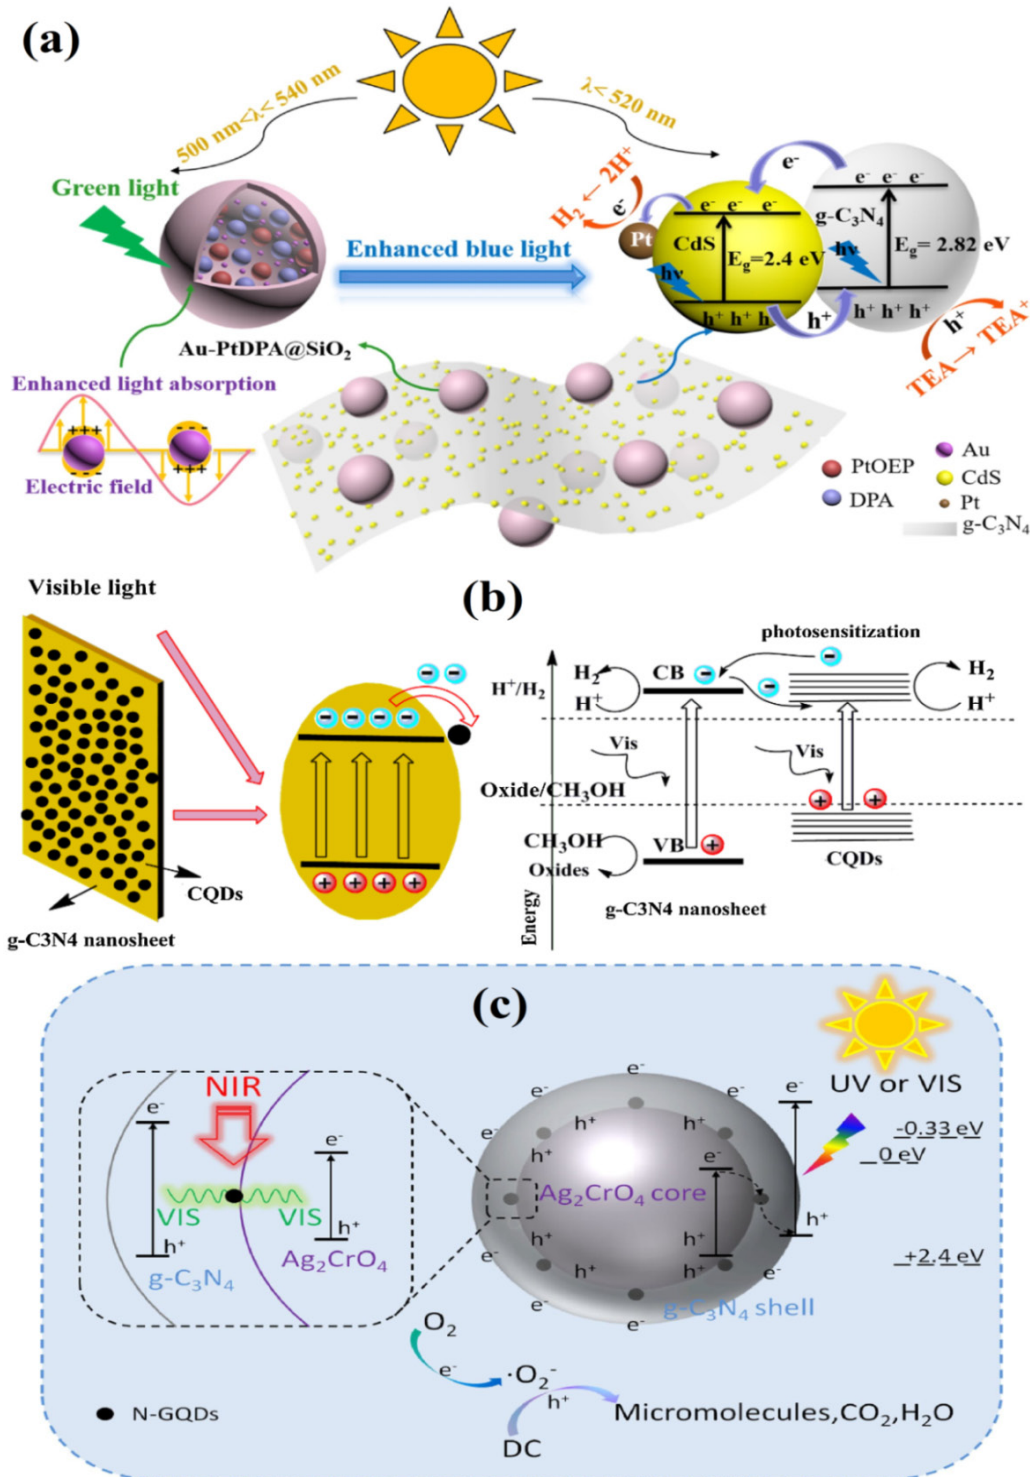 (a)
500 nm<λ< 540 nm
λ< 520 nm
Green light
Enhanced blue light
H₂ ← 2H⁺
e⁻
Pt
e⁻
e⁻ e⁻ e⁻
CdS
E_g=2.4 eV
hν
h⁺ h⁺ h
e⁻ e⁻ e⁻
g-C₃N₄
hν
E_g= 2.82 eV
h⁺
h⁺ h⁺ h⁺
h⁺
TEA → TEA⁺
Au-PtDPA@SiO₂
Enhanced light absorption
+++
- - -
- - -
+++
Electric field
PtOEP
DPA
Au
CdS
Pt
g-C₃N₄
Visible light
(b)
CQDs
g-C3N4 nanosheet
photosensitization
H⁺/H₂
H₂
H⁺
CB
H₂
H⁺
Vis
Vis
Oxide/CH₃OH
CH₃OH
Oxides
VB
CQDs
Energy
g-C3N4 nanosheet
(c)
NIR
e⁻
e⁻
VIS
VIS
h⁺
h⁺
g-C₃N₄
Ag₂CrO₄
UV or VIS
-0.33 eV
0 eV
+2.4 eV
e⁻
e⁻
e⁻
e⁻
e⁻
h⁺
h⁺
h⁺
h⁺
e⁻
Ag₂CrO₄ core
h⁺
h⁺
h⁺
h⁺
h⁺
h⁺
e⁻
e⁻
e⁻
e⁻
g-C₃N₄ shell
O₂
e⁻
·O₂⁻
h⁺
DC
Micromolecules,CO₂,H₂O
N-GQDs